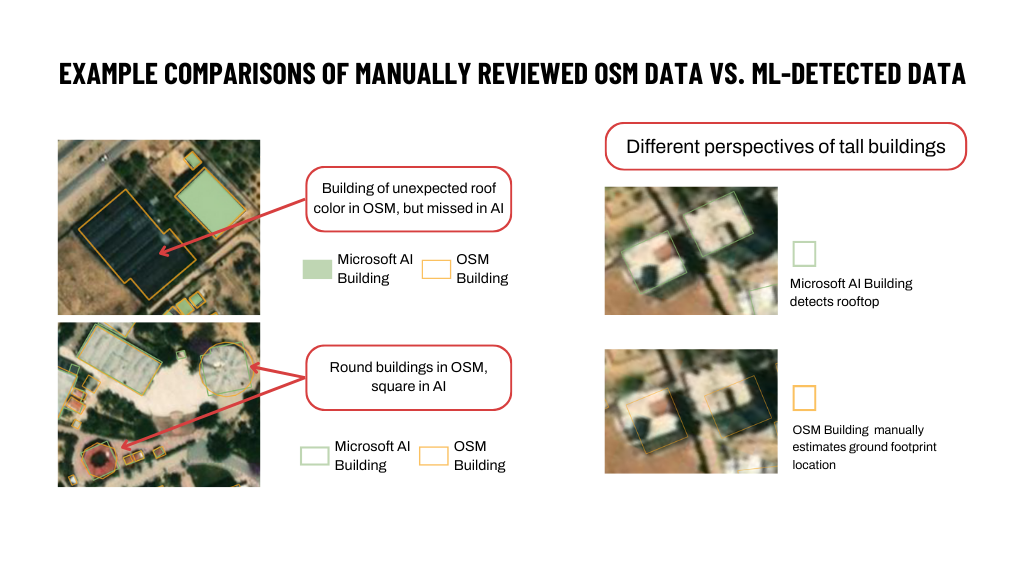 EXAMPLE COMPARISONS OF MANUALLY REVIEWED OSM DATA VS. ML-DETECTED DATA
Building of unexpected roof
color in OSM, but missed in AI
Microsoft AI
Building
OSM
Building
Round buildings in OSM,
square in AI
Microsoft AI
Building
OSM
Building
Different perspectives of tall buildings
Microsoft AI Building
detects rooftop
OSM Building manually
estimates ground footprint
location